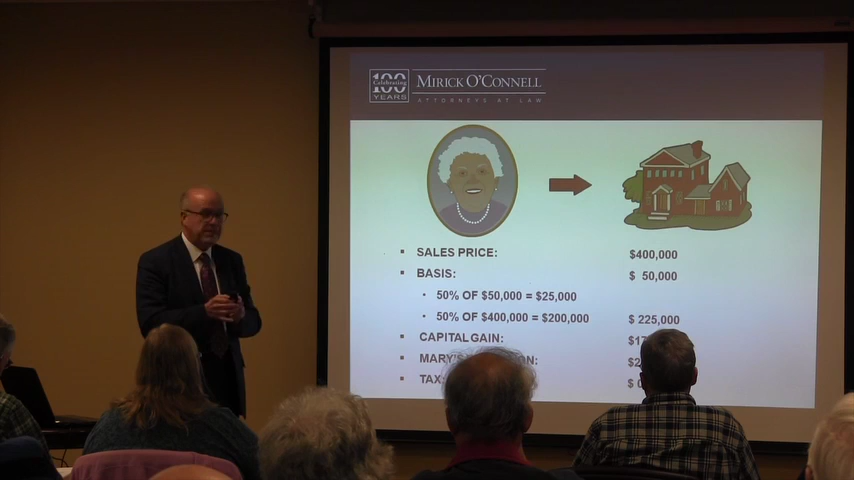 Celebrating
100
YEARS
MIRICK O'CONNELL
ATTORNEYS AT LAW
SALES PRICE: $400,000
BASIS: $ 50,000
50% OF $50,000 = $25,000
50% OF $400,000 = $200,000 $ 225,000
CAPITAL GAIN:
MARY'S
TAX: